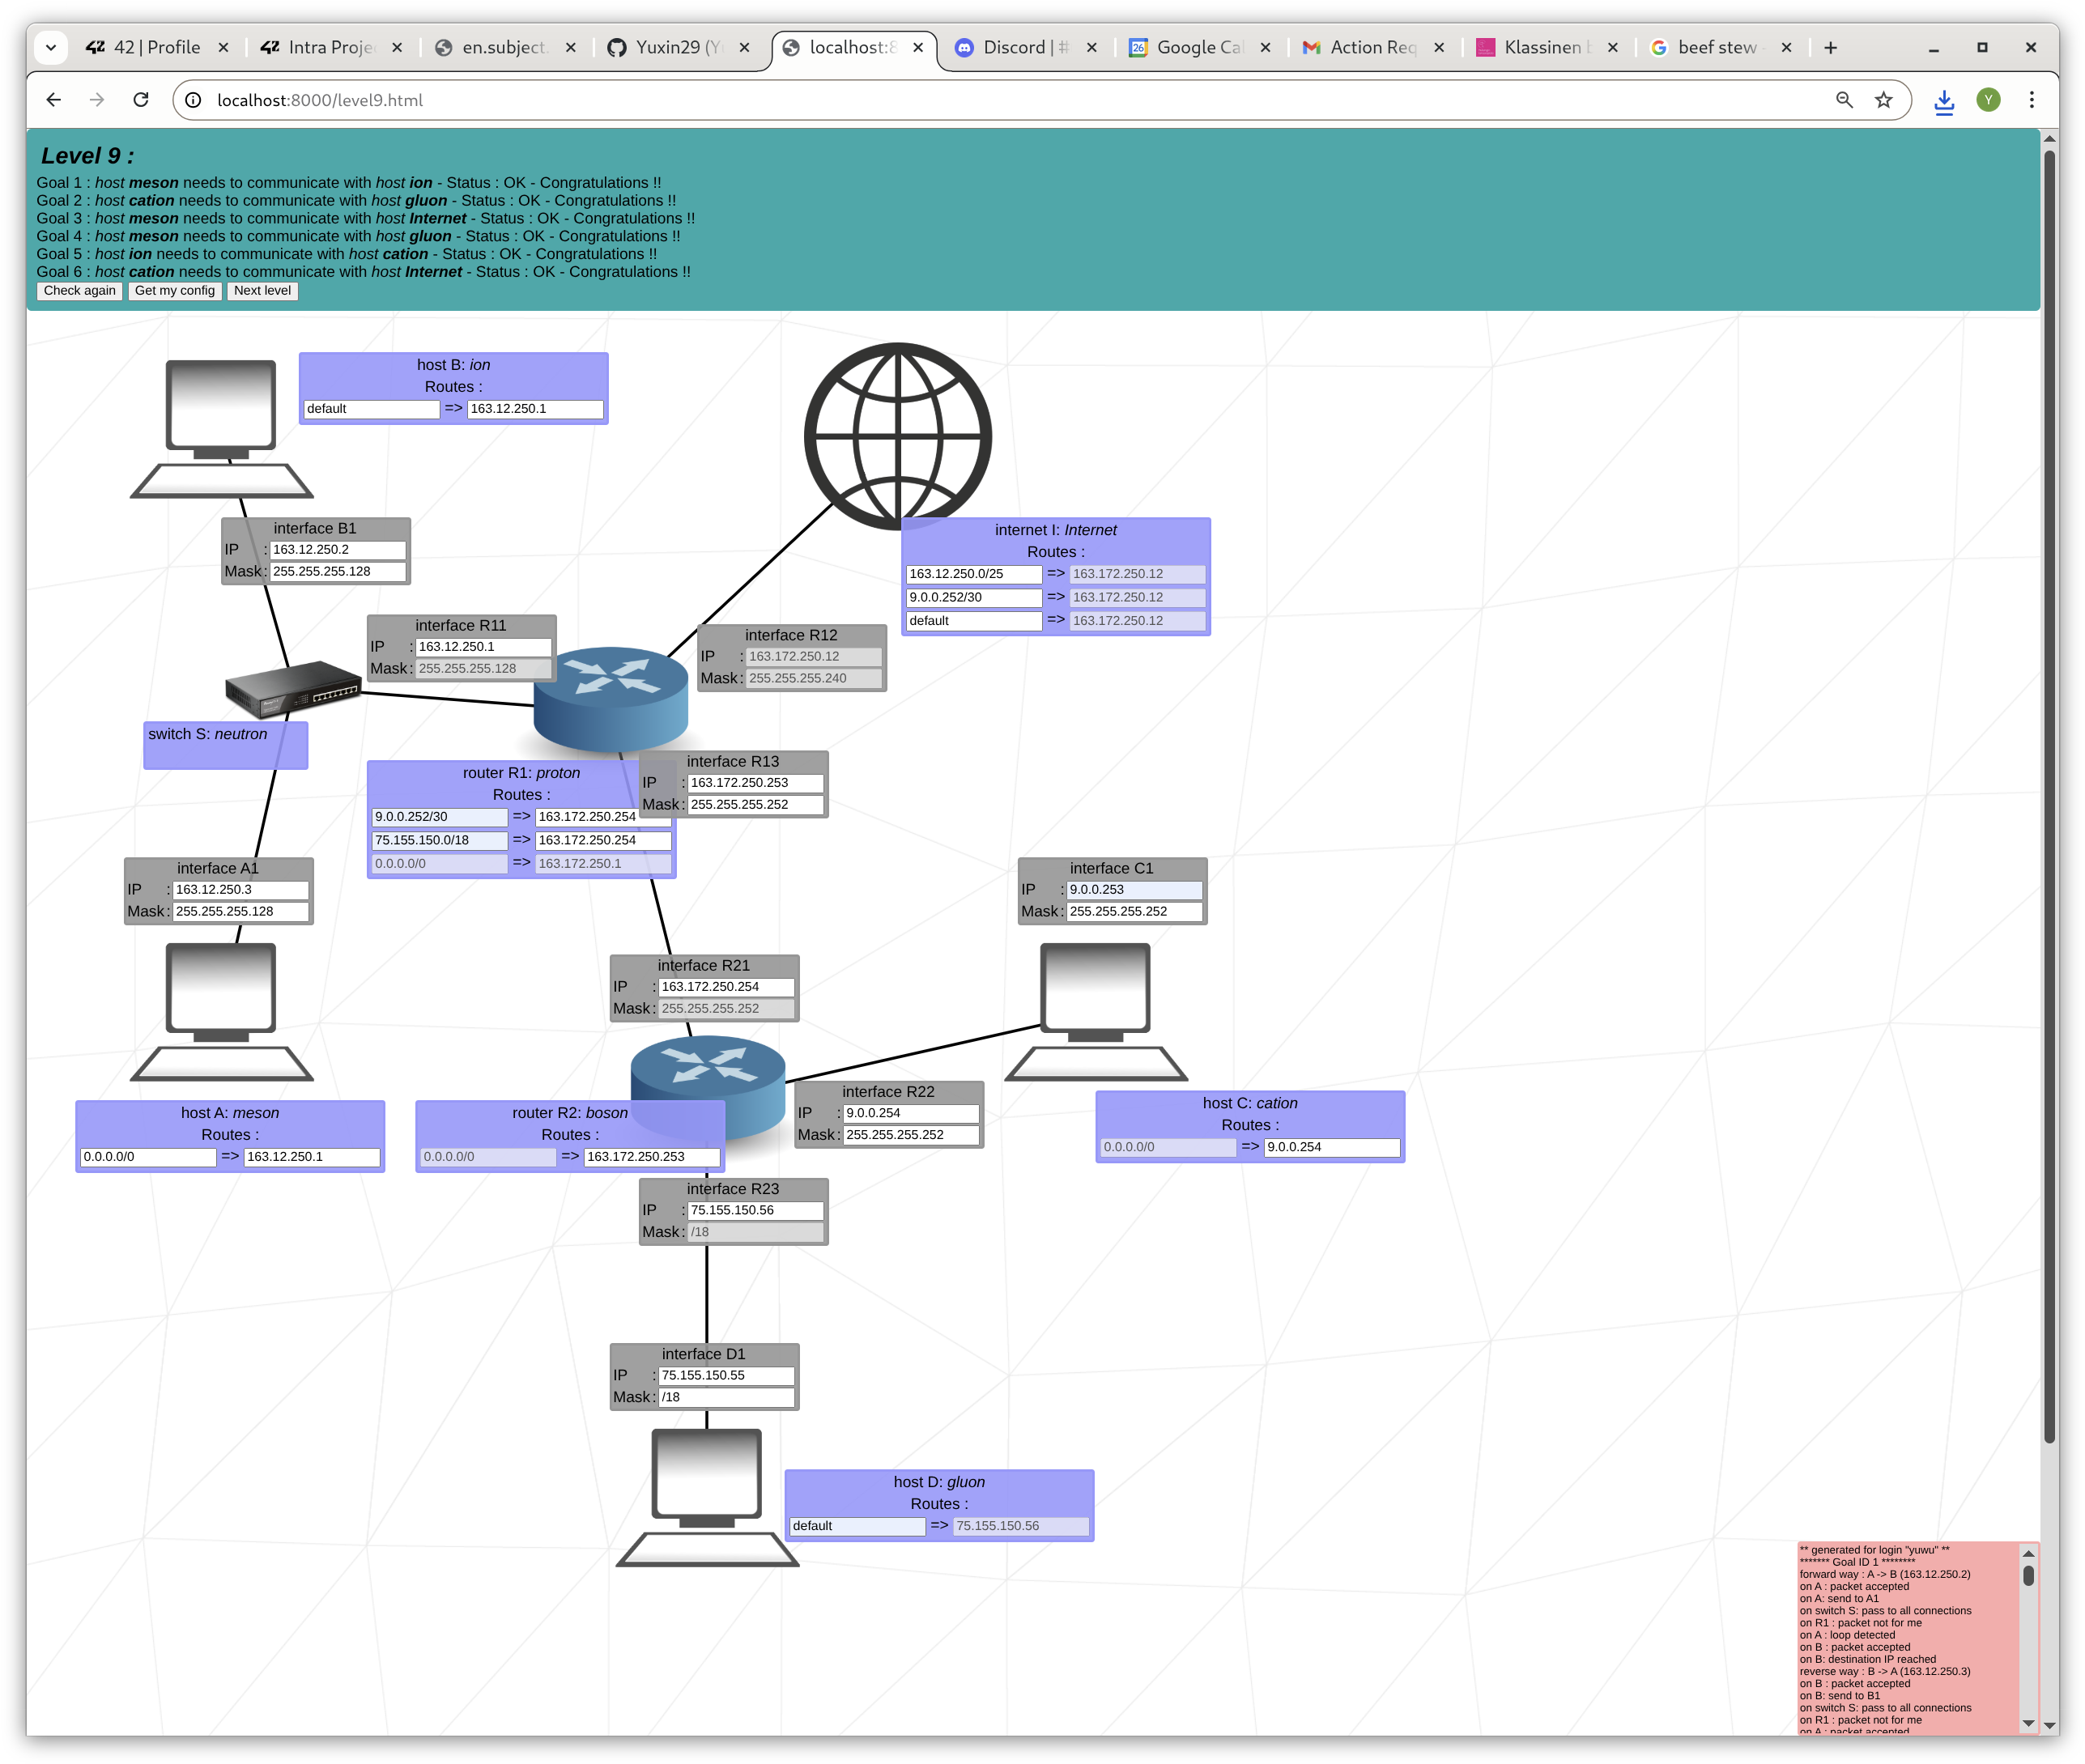 42 | Profile
Intra Proje
en.subject.
Yuxin29 (Y
localhost:8
Discord | #
Google Cal
Action Req
Klassinen
beef stew -
localhost:8000/level9.html
Y
Level 9 :
Goal 1 : host meson needs to communicate with host ion - Status : OK - Congratulations !!
Goal 2 : host cation needs to communicate with host gluon - Status : OK - Congratulations !!
Goal 3 : host meson needs to communicate with host Internet - Status : OK - Congratulations !!
Goal 4 : host meson needs to communicate with host gluon - Status : OK - Congratulations !!
Goal 5 : host ion needs to communicate with host cation - Status : OK - Congratulations !!
Goal 6 : host cation needs to communicate with host Internet - Status : OK - Congratulations !!
Check again Get my config Next level
host B: ion
Routes :
default => 163.12.250.1
interface B1
IP : 163.12.250.2
Mask : 255.255.255.128
internet I: Internet
Routes :
163.12.250.0/25 => 163.172.250.12
9.0.0.252/30 => 163.172.250.12
default => 163.172.250.12
interface R11
IP : 163.12.250.1
Mask : 255.255.255.128
interface R12
IP : 163.172.250.12
Mask : 255.255.255.240
switch S: neutron
interface R13
IP : 163.172.250.253
Mask : 255.255.255.252
router R1: proton
Routes :
9.0.0.252/30 => 163.172.250.254
75.155.150.0/18 => 163.172.250.254
0.0.0.0/0 => 163.172.250.1
interface A1
IP : 163.12.250.3
Mask : 255.255.255.128
interface C1
IP : 9.0.0.253
Mask : 255.255.255.252
interface R21
IP : 163.172.250.254
Mask : 255.255.255.252
interface R22
IP : 9.0.0.254
Mask : 255.255.255.252
host A: meson
Routes :
0.0.0.0/0 => 163.12.250.1
router R2: boson
Routes :
0.0.0.0/0 => 163.172.250.253
host C: cation
Routes :
0.0.0.0/0 => 9.0.0.254
interface R23
IP : 75.155.150.56
Mask : /18
interface D1
IP : 75.155.150.55
Mask : /18
host D: gluon
Routes :
default => 75.155.150.56
** generated for login "yuwu" **
******* Goal ID 1 ********
forward way : A -> B (163.12.250.2)
on A : packet accepted
on A: send to A1
on switch S: pass to all connections
on R1 : packet not for me
on A : loop detected
on B : packet accepted
on B: destination IP reached
reverse way : B -> A (163.12.250.3)
on B : packet accepted
on B: send to B1
on switch S: pass to all connections
on R1 : packet not for me
on A : packet accepted